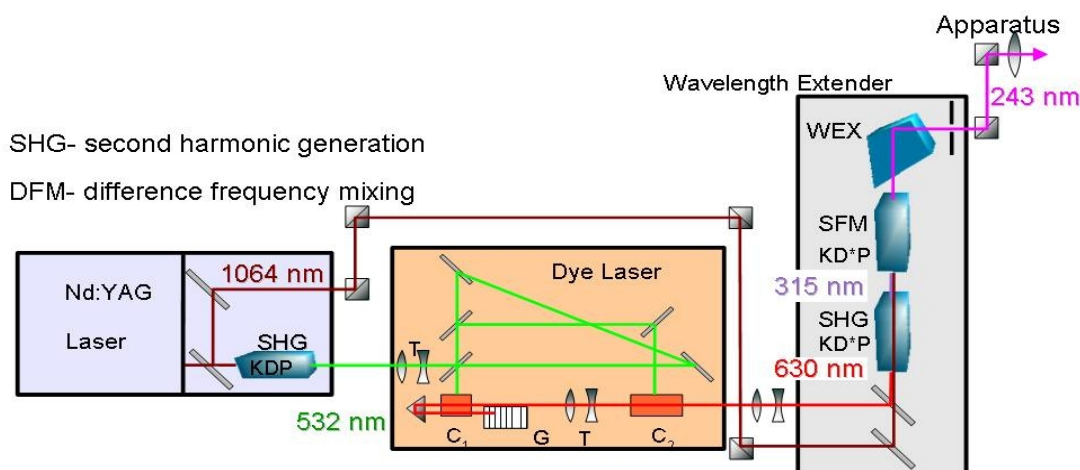 Apparatus
Wavelength Extender
243 nm
WEX
SHG- second harmonic generation
DFM- difference frequency mixing
SFM
KD*P
1064 nm
Dye Laser
315 nm
Nd:YAG
Laser
SHG
KDP
T
SHG
KD*P
630 nm
532 nm
C1
G
T
C2